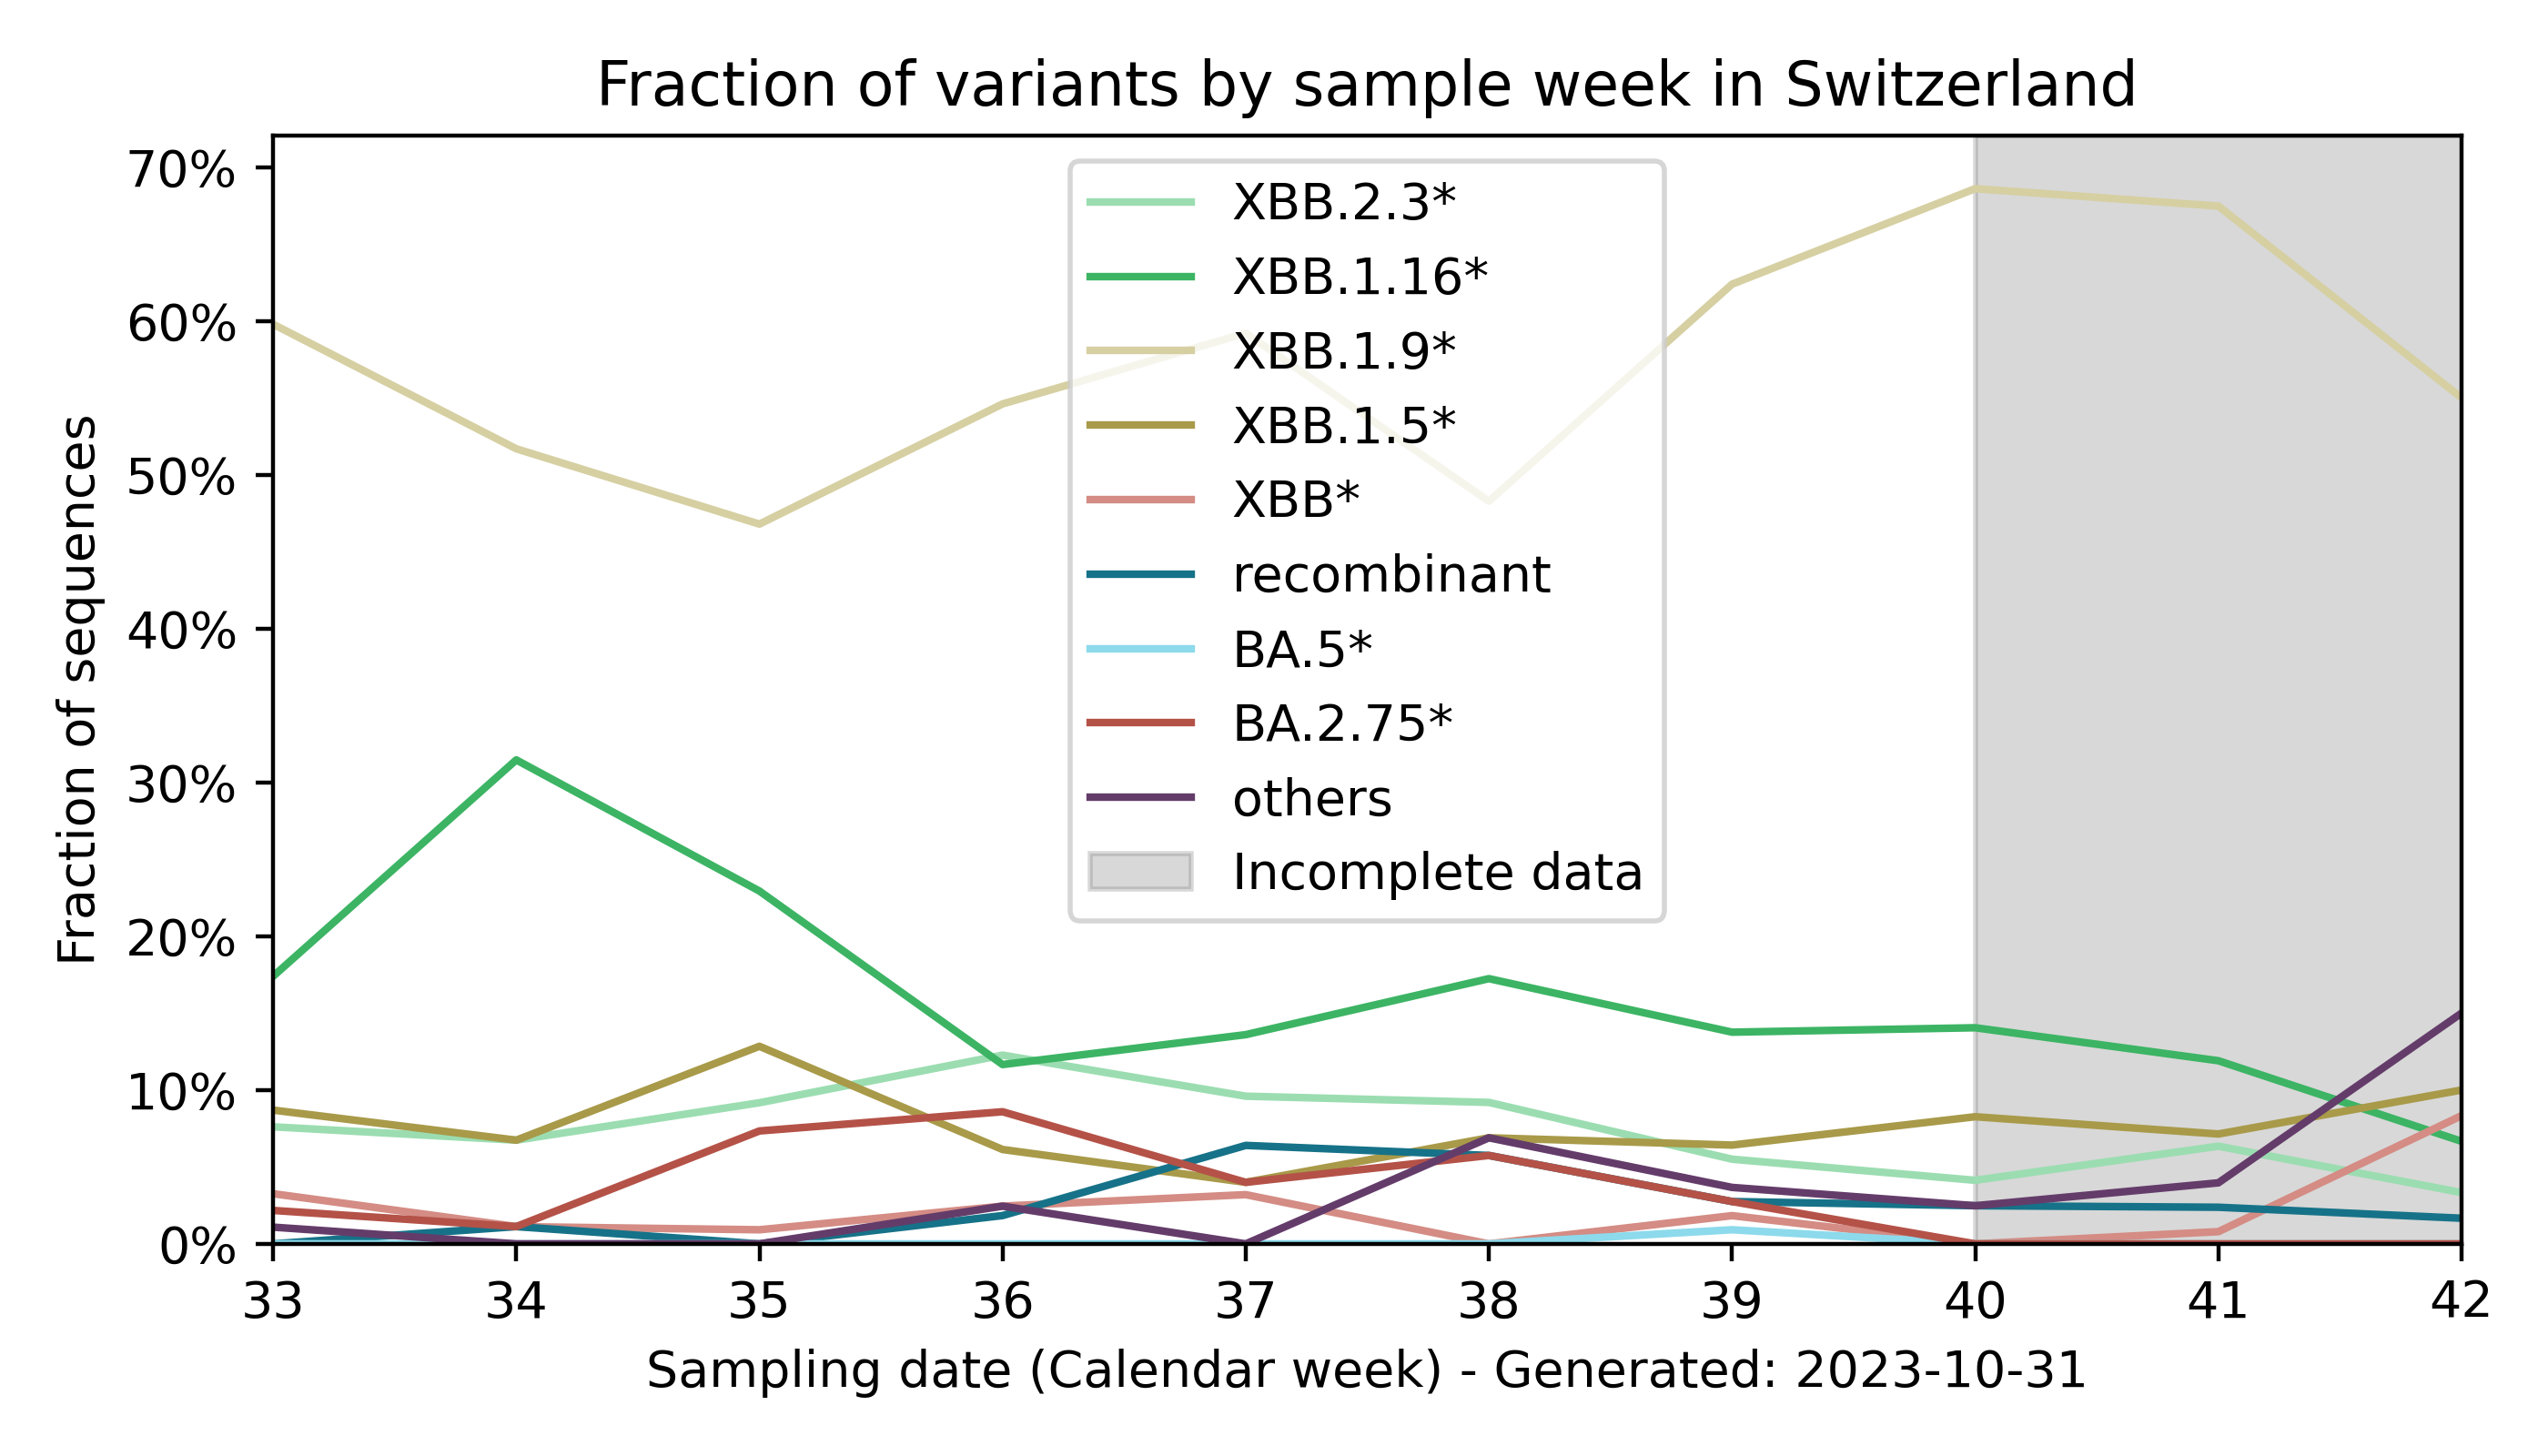 Fraction of variants by sample week in Switzerland
70%
60%
50%
40%
30%
20%
10%
0%
Fraction of sequences
XBB.2.3*
XBB.1.16*
XBB.1.9*
XBB.1.5*
XBB*
recombinant
BA.5*
BA.2.75*
others
Incomplete data
33 34 35 36 37 38 39 40 41 42
Sampling date (Calendar week) - Generated: 2023-10-31